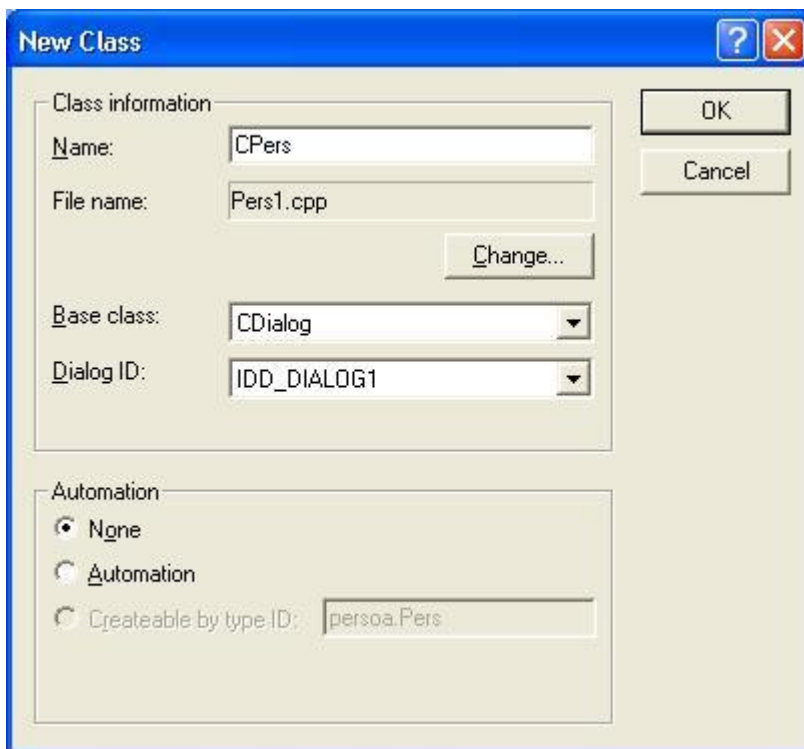 New Class
Class information
OK
Name: CPers
Cancel
File name: Pers1.cpp
Change...
Base class: CDialog
Dialog ID: IDD_DIALOG1
Automation
None
Automation
Createable by type ID: persoa.Pers